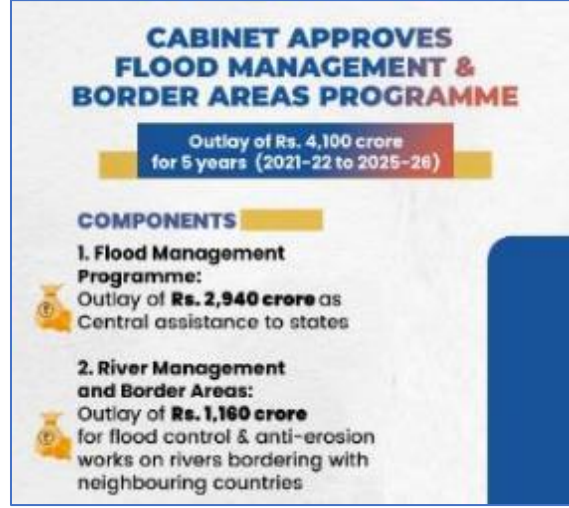 CABINET APPROVES
FLOOD MANAGEMENT &
BORDER AREAS PROGRAMME
Outlay of Rs. 4,100 crore
for 5 years (2021-22 to 2025-26)
COMPONENTS
1. Flood Management
Programme:
Outlay of Rs. 2,940 crore as
Central assistance to states
2. River Management
and Border Areas:
Outlay of Rs. 1,160 crore
for flood control & anti-erosion
works on rivers bordering with
neighbouring countries